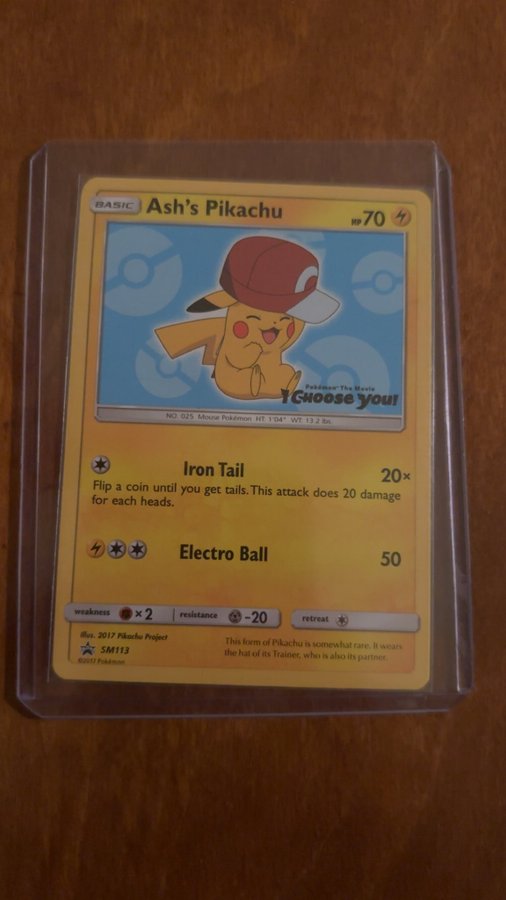 BASIC Ash's Pikachu HP 70
Pokémon The Movie
I Choose you!
NO. 025 Mouse Pokémon HT: 1'04" WT: 13.2 lbs.
Iron Tail 20×
Flip a coin until you get tails. This attack does 20 damage
for each heads.
Electro Ball 50
weakness ×2 resistance -20 retreat
Illus. 2017 Pikachu Project
SM113
©2017 Pokémon
This form of Pikachu is somewhat rare. It wears
the hat of its Trainer, who is also its partner.